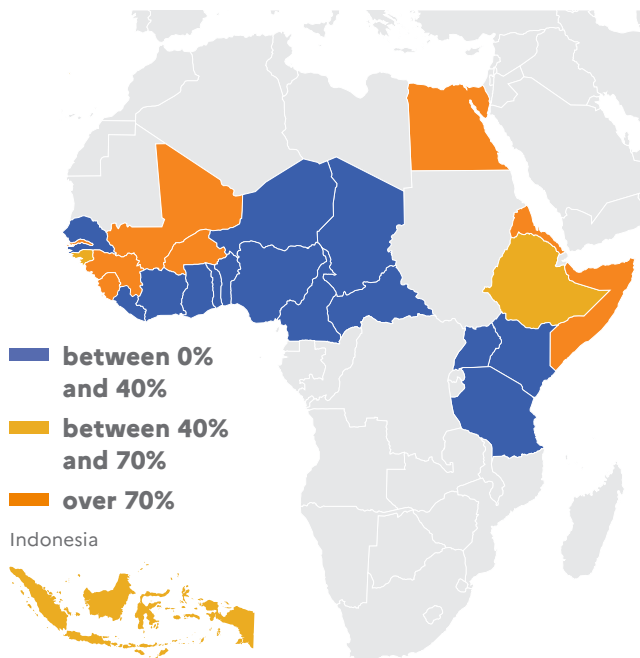 between 0%
and 40%
between 40%
and 70%
over 70%
Indonesia